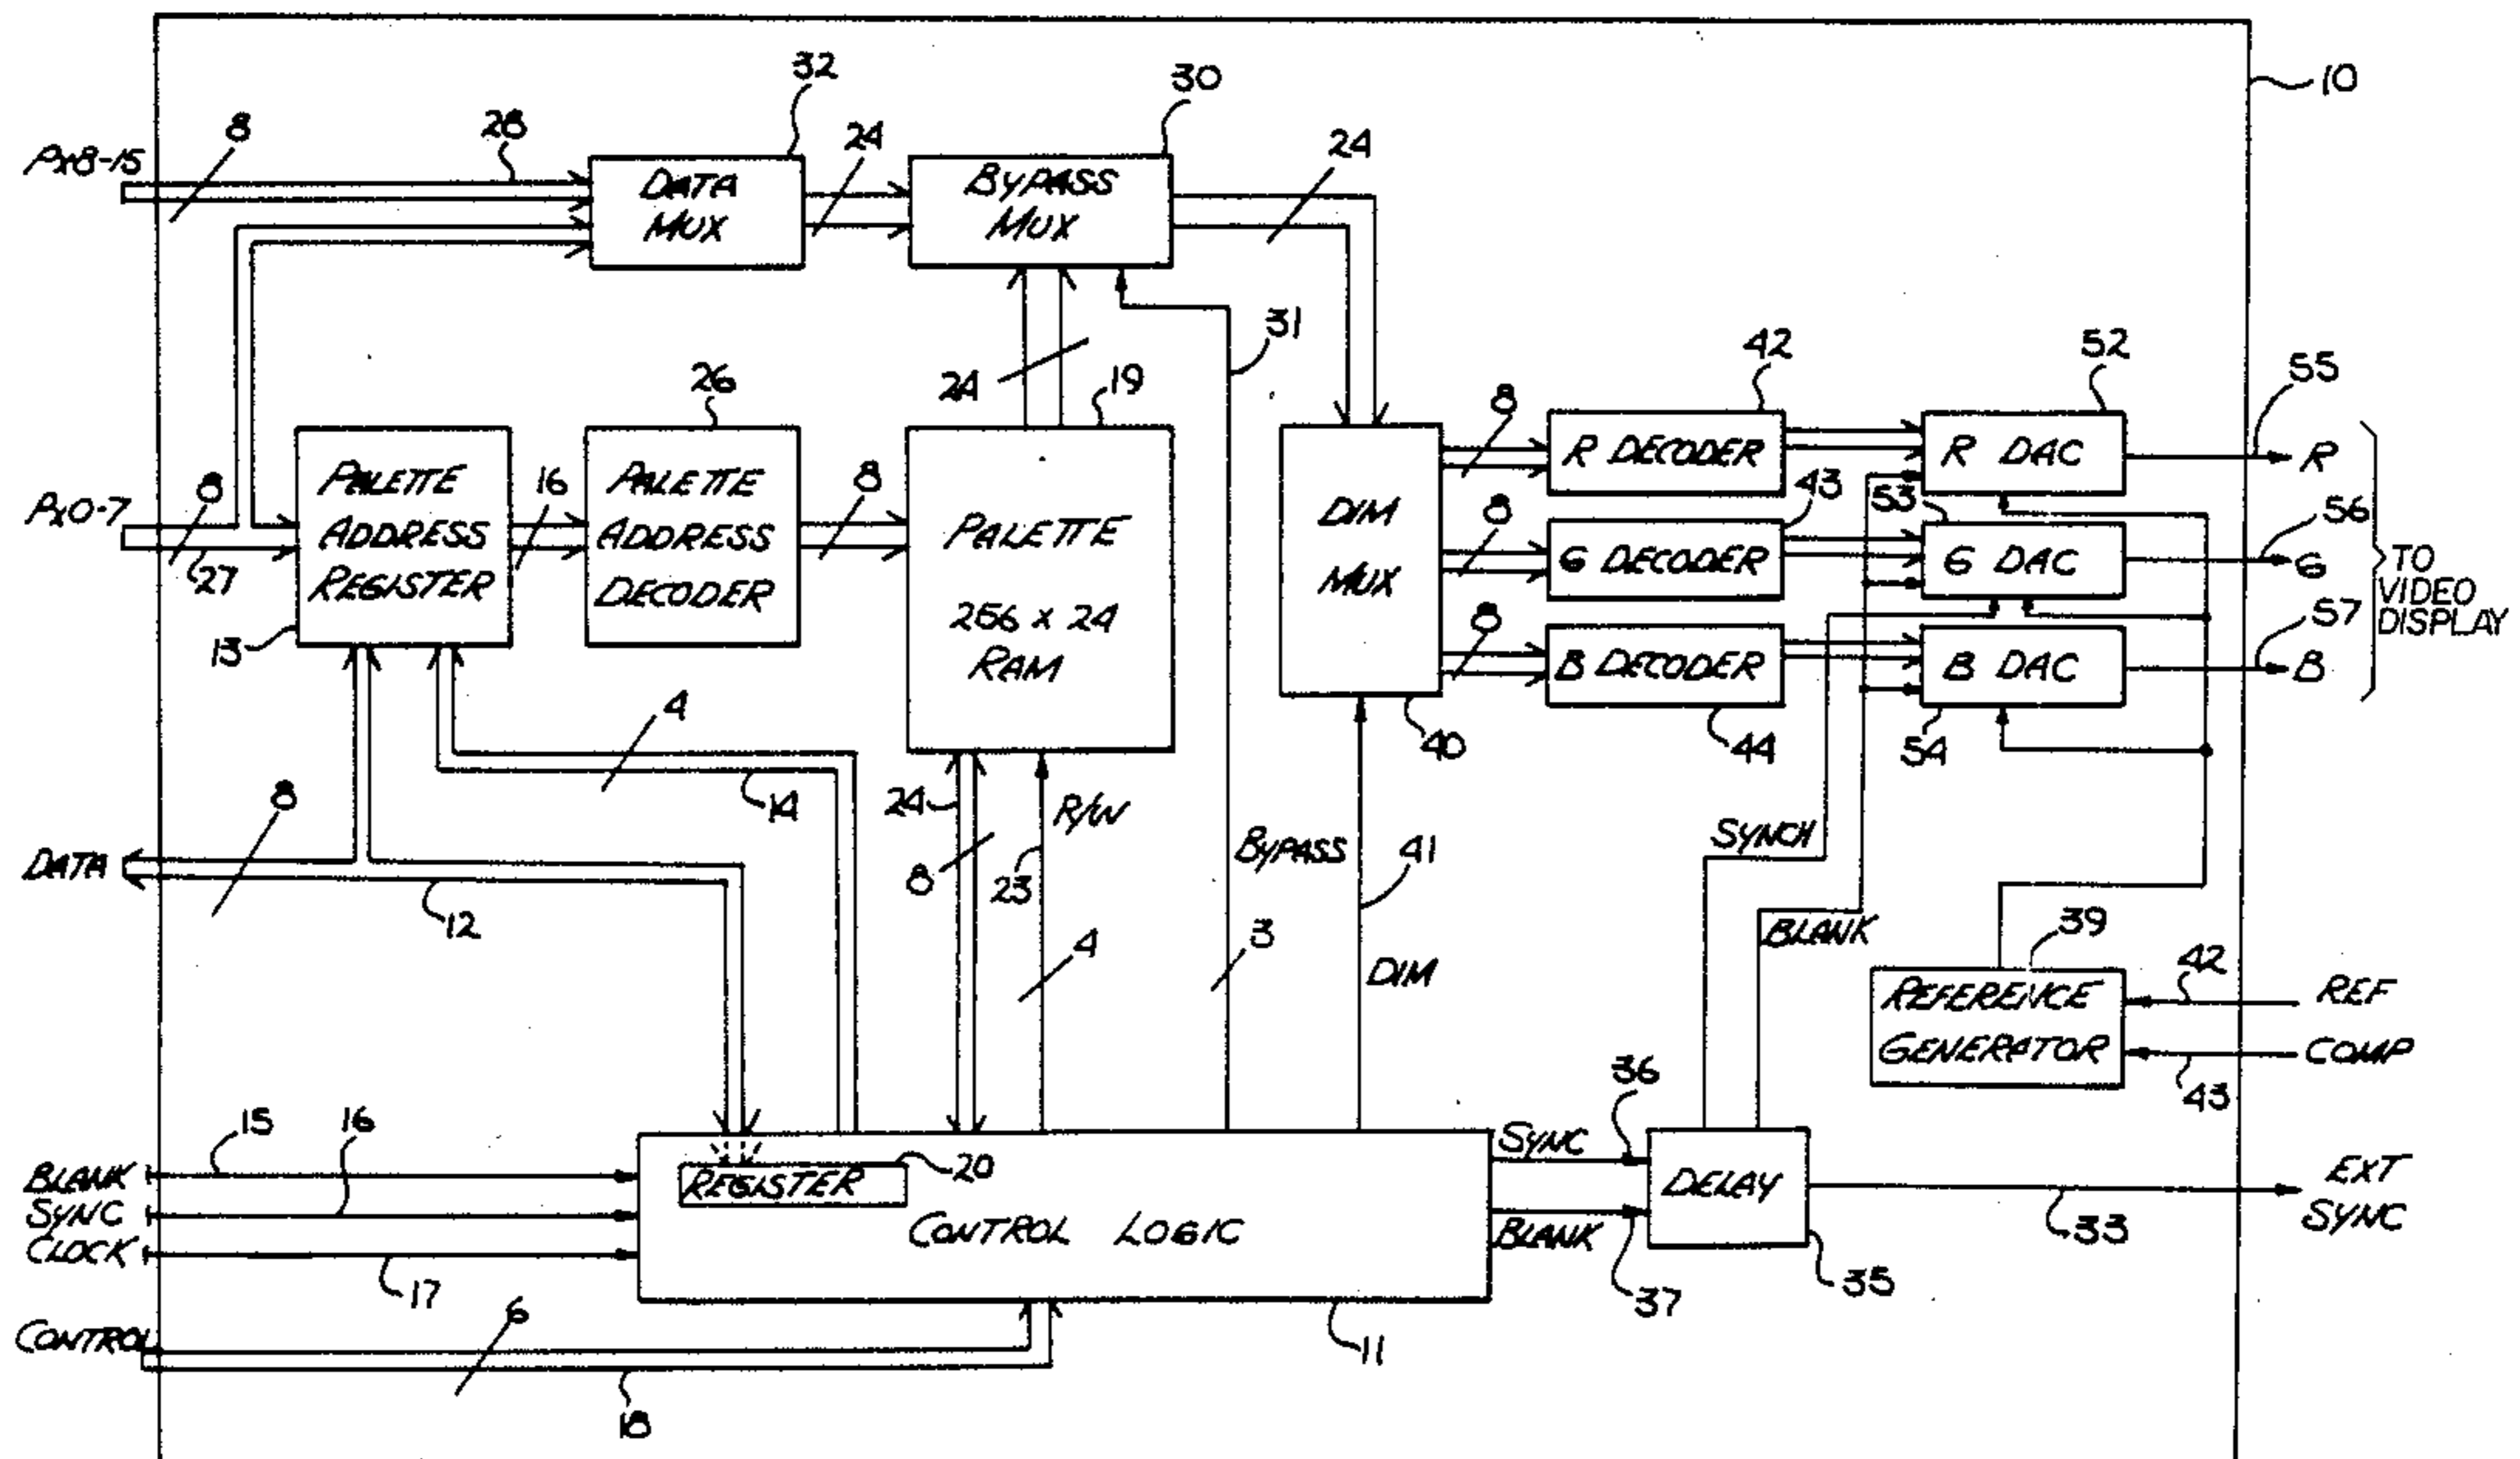 32
30
10
8
28
24
24
Px8-15
DATA
MUX
BYPASS
MUX
31
26
24
19
42
52
55
8
R DECODER
R DAC
R
Px0-7
8
27
PALETTE
ADDRESS
REGISTER
13
16
PALETTE
ADDRESS
DECODER
8
PALETTE
256 x 24
RAM
DIM
MUX
40
8
43
G DECODER
53
G DAC
56
G
8
B DECODER
44
B DAC
54
57
B
TO
VIDEO
DISPLAY
4
14
8
DATA
12
24
8
R/W
23
4
BYPASS
3
41
DIM
SYNCH
BLANK
39
REFERENCE
GENERATOR
42
REF
COMP
43
15
16
BLANK
SYNC
CLOCK
17
REGISTER
20
CONTROL LOGIC
11
SYNC
36
BLANK
37
DELAY
35
33
EXT
SYNC
CONTROL
6
18